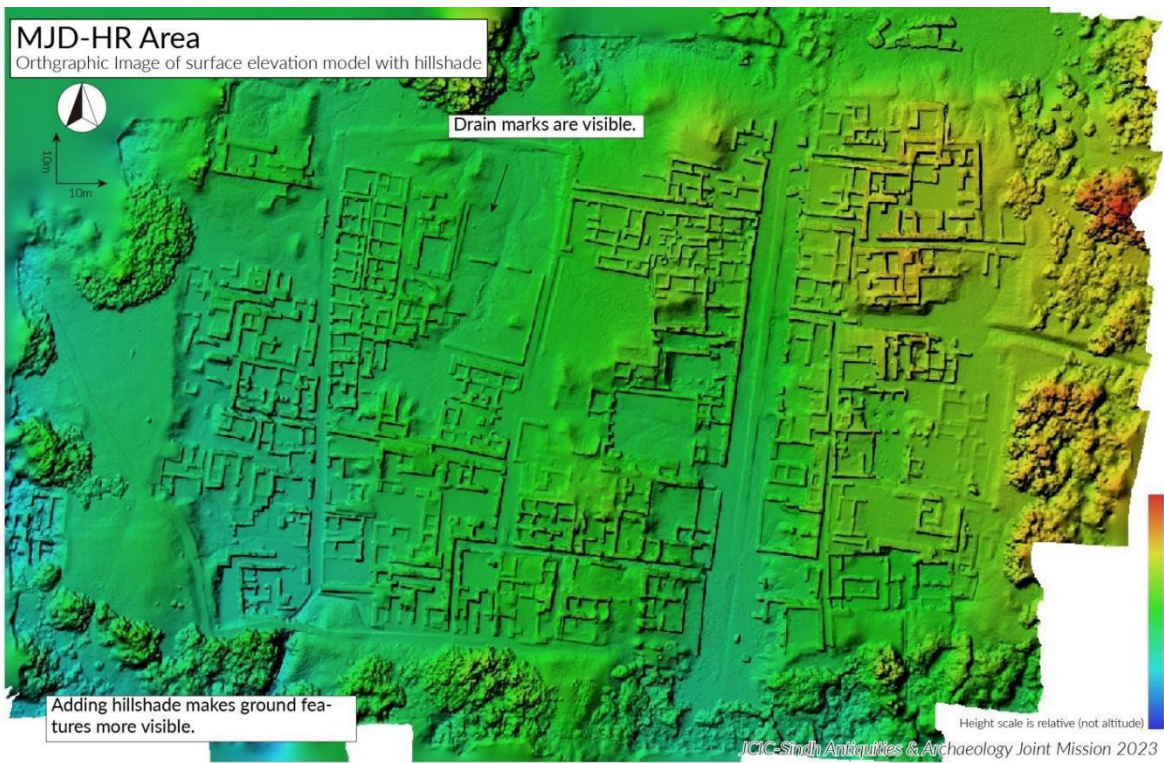 MJD-HR Area
Orthgraphic Image of surface elevation model with hillshade
10m
10m
Drain marks are visible.
Adding hillshade makes ground fea-
tures more visible.
Height scale is relative (not altitude)
JCIC-Sindh Antiquities & Archaeology Joint Mission 2023